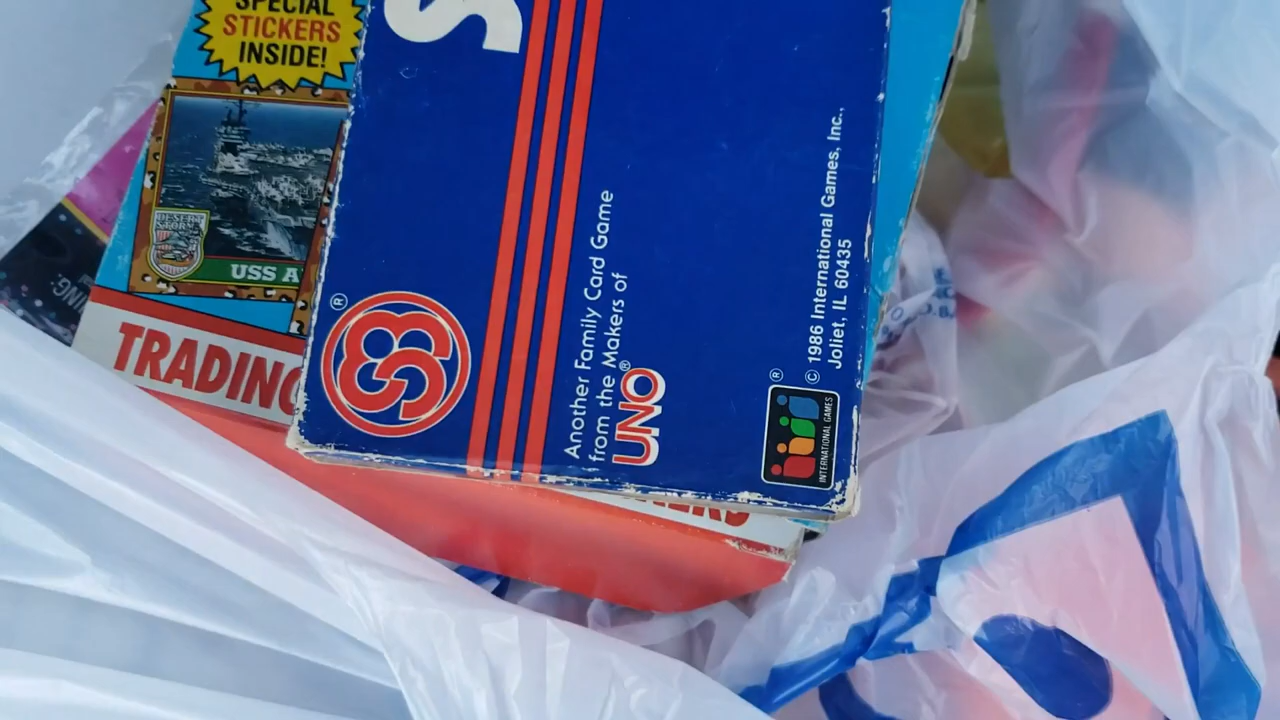 SPECIAL
STICKERS
INSIDE!
DESERT
STORM
USS A
TRADING
S
®
Another Family Card Game
from the Makers of
UNO®
®
© 1986 International Games, Inc.,
Joliet, IL 60435
INTERNATIONAL GAMES